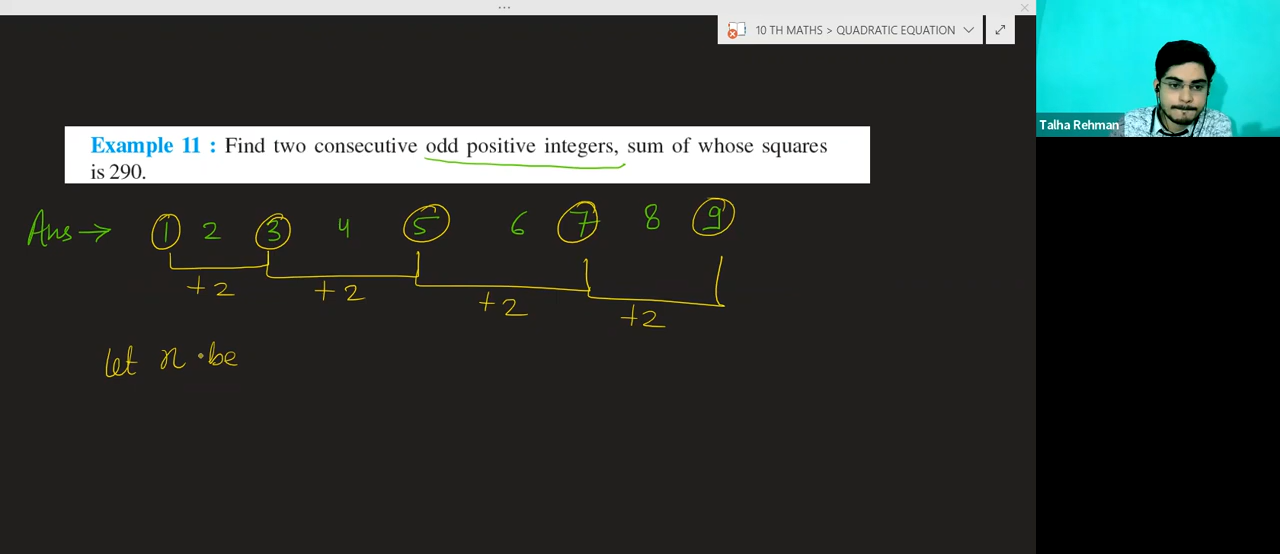 10 TH MATHS > QUADRATIC EQUATION
Talha Rehman
Example 11 : Find two consecutive odd positive integers, sum of whose squares
is 290.
Ans → 1 2 3 4 5 6 7 8 9
+2 +2 +2 +2
let x be